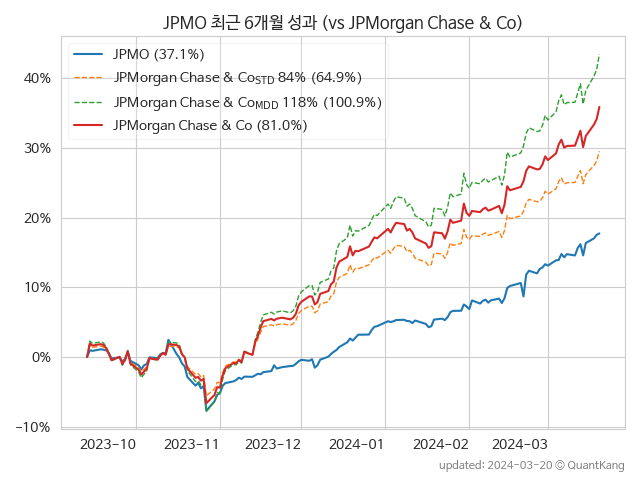 JPMO 최근 6개월 성과 (vs JPMorgan Chase & Co)
JPMO (37.1%)
JPMorgan Chase & CoSTD 84% (64.9%)
JPMorgan Chase & CoMDD 118% (100.9%)
JPMorgan Chase & Co (81.0%)
40%
30%
20%
10%
0%
−10%
2023-10
2023-11
2023-12
2024-01
2024-02
2024-03
updated: 2024-03-20 © QuantKang